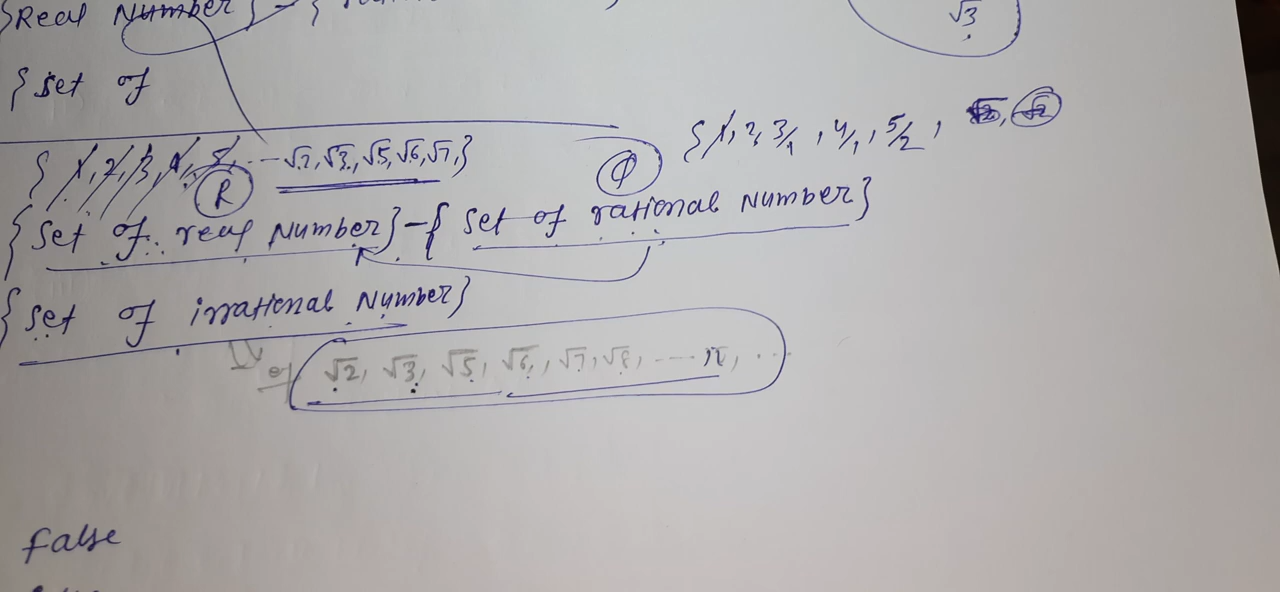 {Real Number} - {
√3
{set of
{1, 2, 3/1, 4/1, 5/2,
{1, 2, 3, 4, 5, ... √2, √3, √5, √6, √7,}
R
Q
{set of real Number} - {set of rational Number}
{set of irrational Number}
√2, √3, √5, √6, √7, √8, ---- π, ...
false